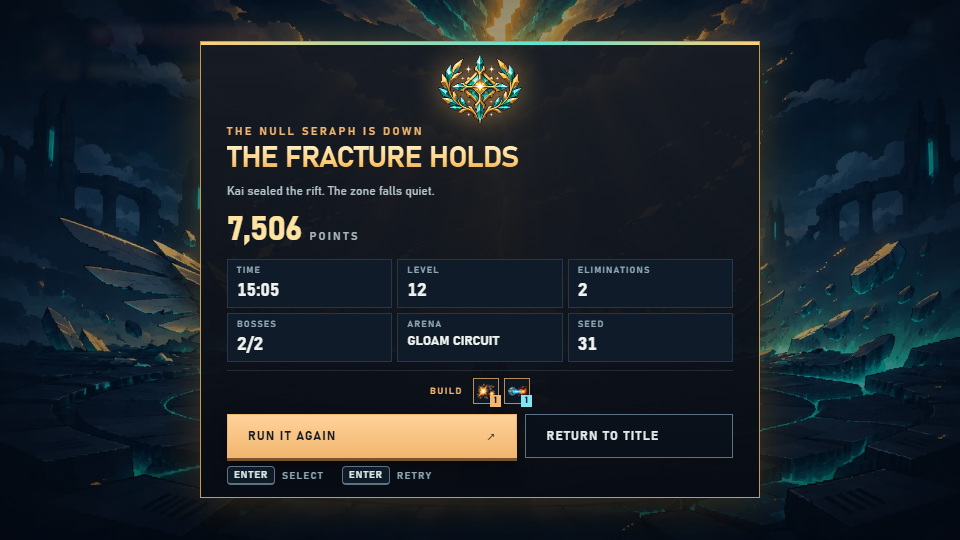 THE NULL SERAPH IS DOWN
THE FRACTURE HOLDS
Kai sealed the rift. The zone falls quiet.
7,506 POINTS
TIME LEVEL ELIMINATIONS
15:05 12 2
BOSSES ARENA SEED
2/2 GLOAM CIRCUIT 31
BUILD 1 1
RUN IT AGAIN ↗ RETURN TO TITLE
ENTER SELECT ENTER RETRY